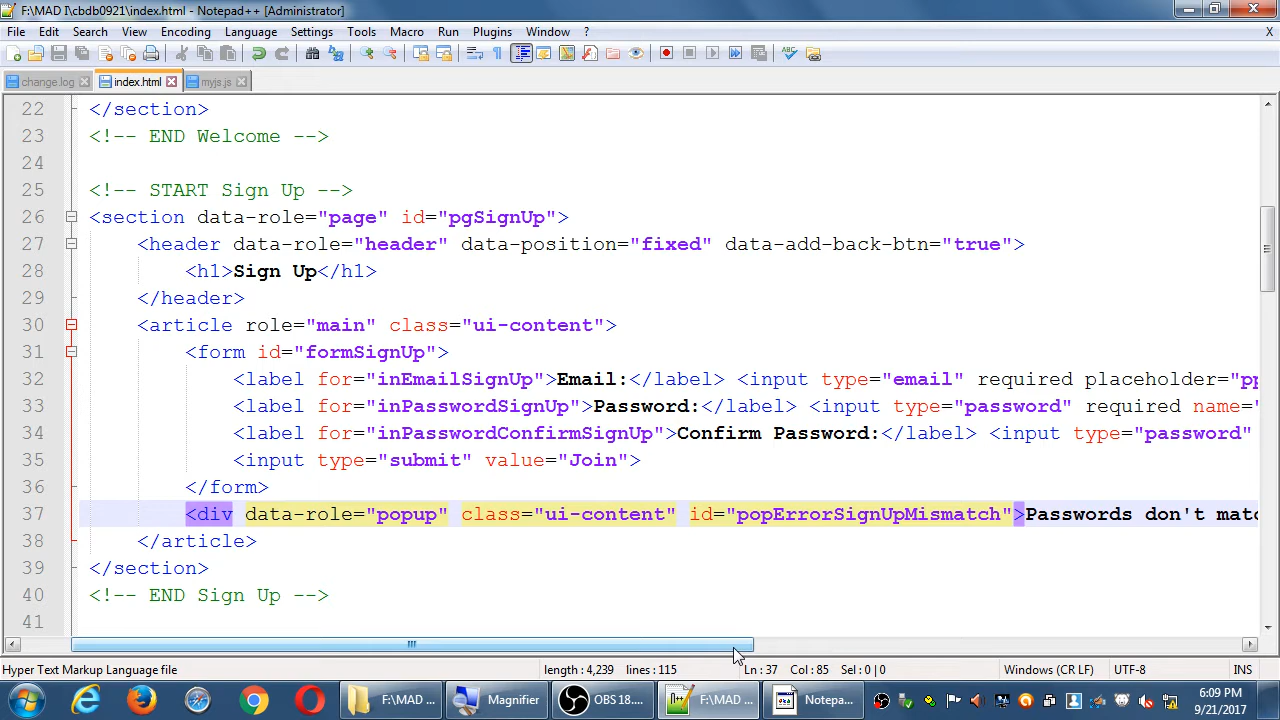 F:\MAD I\cbdb0921\index.html - Notepad++ [Administrator]
File Edit Search View Encoding Language Settings Tools Macro Run Plugins Window ? X
change.log index.html myjs.js
22 </section>
23 <!-- END Welcome -->
24
25 <!-- START Sign Up -->
26 <section data-role="page" id="pgSignUp">
27 <header data-role="header" data-position="fixed" data-add-back-btn="true">
28 <h1>Sign Up</h1>
29 </header>
30 <article role="main" class="ui-content">
31 <form id="formSignUp">
32 <label for="inEmailSignUp">Email:</label> <input type="email" required placeholder="pp
33 <label for="inPasswordSignUp">Password:</label> <input type="password" required name="
34 <label for="inPasswordConfirmSignUp">Confirm Password:</label> <input type="password"
35 <input type="submit" value="Join">
36 </form>
37 <div data-role="popup" class="ui-content" id="popErrorSignUpMismatch">Passwords don't matc
38 </article>
39 </section>
40 <!-- END Sign Up -->
41
Hyper Text Markup Language file length : 4,239 lines : 115 Ln : 37 Col : 85 Sel : 0 | 0 Windows (CR LF) UTF-8 INS
F:\MAD ... Magnifier OBS 18.... F:\MAD ... Notepa... 6:09 PM
9/21/2017